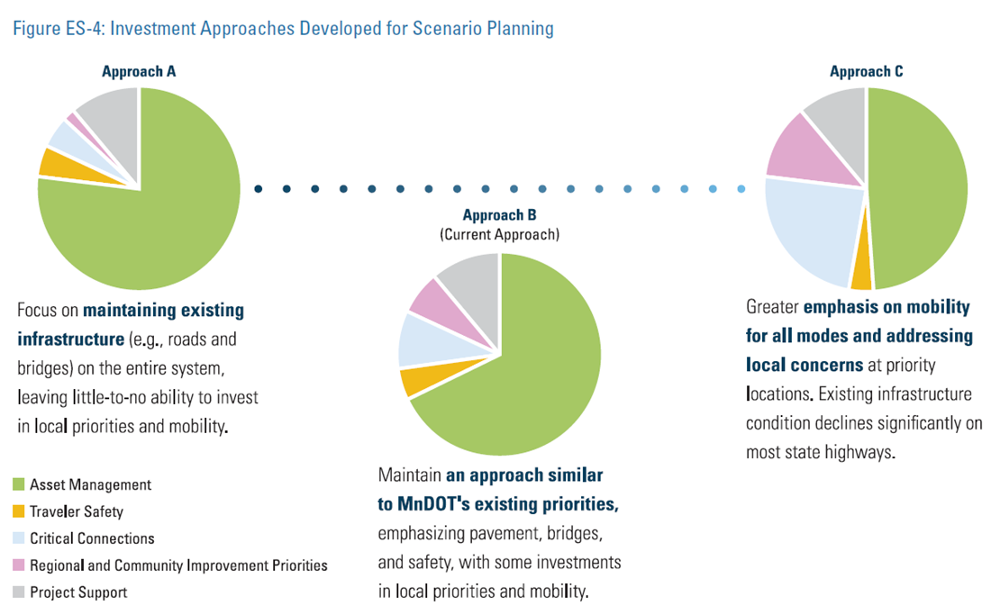 Figure ES-4: Investment Approaches Developed for Scenario Planning
Approach A
Focus on maintaining existing
infrastructure (e.g., roads and
bridges) on the entire system,
leaving little-to-no ability to invest
in local priorities and mobility.
Approach B
(Current Approach)
Maintain an approach similar
to MnDOT's existing priorities,
emphasizing pavement, bridges,
and safety, with some investments
in local priorities and mobility.
Approach C
Greater emphasis on mobility
for all modes and addressing
local concerns at priority
locations. Existing infrastructure
condition declines significantly on
most state highways.
Asset Management
Traveler Safety
Critical Connections
Regional and Community Improvement Priorities
Project Support